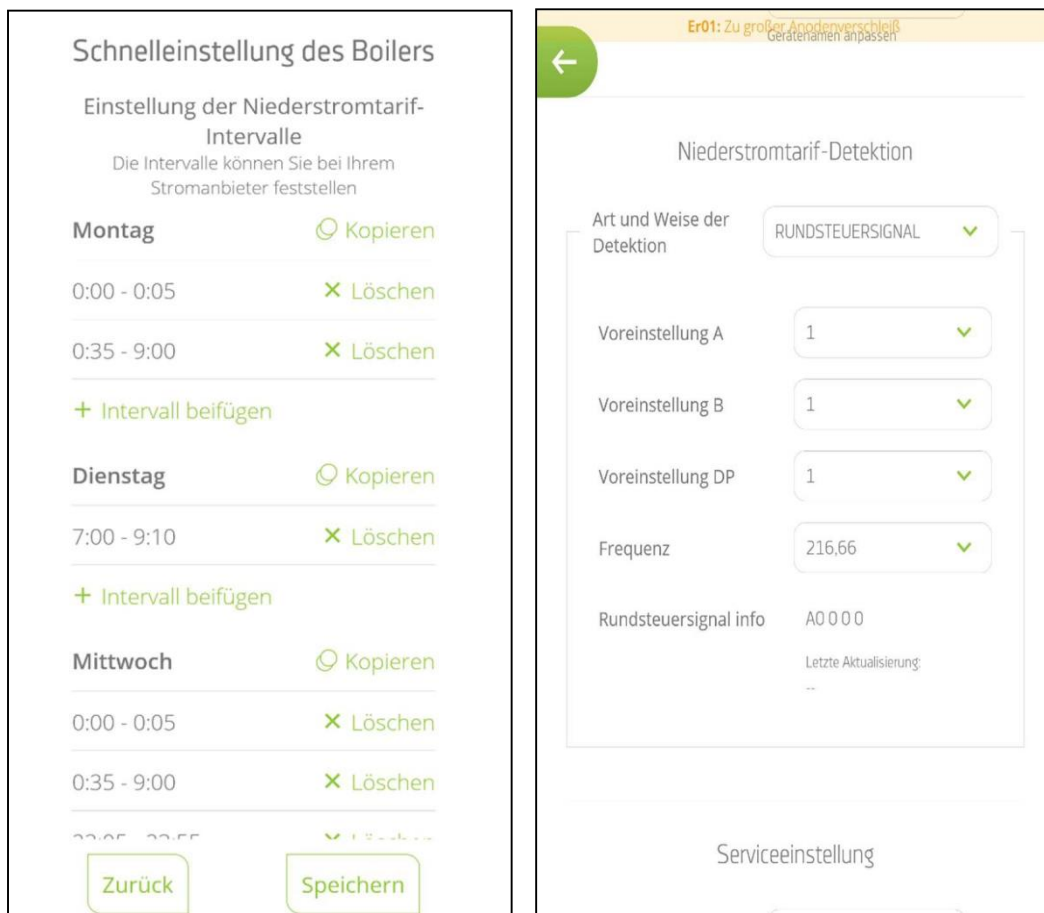 Schnelleinstellung des Boilers
Einstellung der Niederstromtarif-
Intervalle
Die Intervalle können Sie bei Ihrem
Stromanbieter feststellen
Montag Kopieren
0:00 - 0:05 Löschen
0:35 - 9:00 Löschen
+ Intervall beifügen
Dienstag Kopieren
7:00 - 9:10 Löschen
+ Intervall beifügen
Mittwoch Kopieren
0:00 - 0:05 Löschen
0:35 - 9:00 Löschen
Zurück Speichern
Er01: Zu großer Anodenverschleiß
Gerätenamen anpassen
Niederstromtarif-Detektion
Art und Weise der
Detektion
RUNDSTEUERSIGNAL
Voreinstellung A 1
Voreinstellung B 1
Voreinstellung DP 1
Frequenz 216,66
Rundsteuersignal info A0 0 0 0
Letzte Aktualisierung:
--
Serviceeinstellung